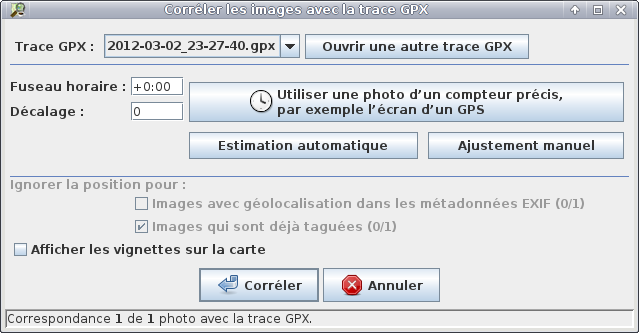 Corréler les images avec la trace GPX
Trace GPX : 2012-03-02_23-27-40.gpx Ouvrir une autre trace GPX
Fuseau horaire : +0:00
Décalage : 0
Utiliser une photo d'un compteur précis,
par exemple l'écran d'un GPS
Estimation automatique Ajustement manuel
Ignorer la position pour :
Images avec géolocalisation dans les métadonnées EXIF (0/1)
Images qui sont déjà taguées (0/1)
Afficher les vignettes sur la carte
Corréler Annuler
Correspondance 1 de 1 photo avec la trace GPX.